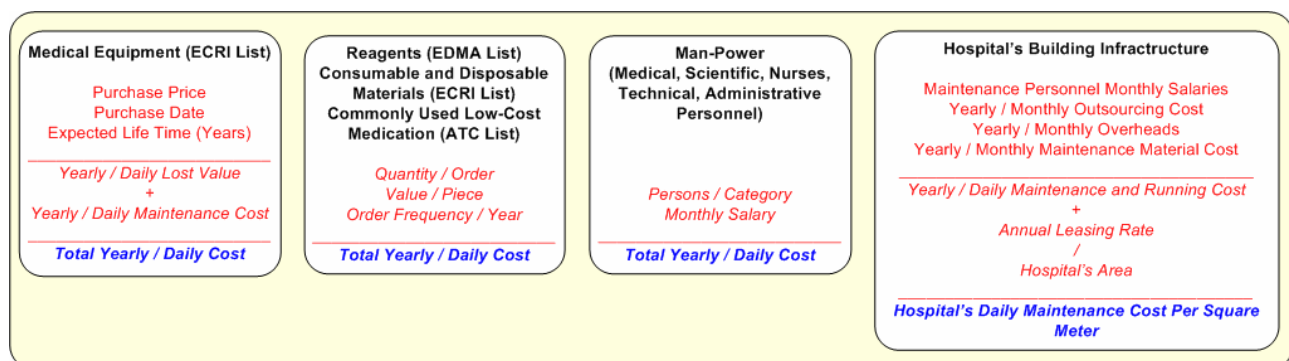 Medical Equipment (ECRI List)
Purchase Price
Purchase Date
Expected Life Time (Years)
Yearly / Daily Lost Value
+
Yearly / Daily Maintenance Cost
Total Yearly / Daily Cost
Reagents (EDMA List)
Consumable and Disposable
Materials (ECRI List)
Commonly Used Low-Cost
Medication (ATC List)
Quantity / Order
Value / Piece
Order Frequency / Year
Total Yearly / Daily Cost
Man-Power
(Medical, Scientific, Nurses,
Technical, Administrative
Personnel)
Persons / Category
Monthly Salary
Total Yearly / Daily Cost
Hospital's Building Infractructure
Maintenance Personnel Monthly Salaries
Yearly / Monthly Outsourcing Cost
Yearly / Monthly Overheads
Yearly / Monthly Maintenance Material Cost
Yearly / Daily Maintenance and Running Cost
+
Annual Leasing Rate
/
Hospital's Area
Hospital's Daily Maintenance Cost Per Square
Meter